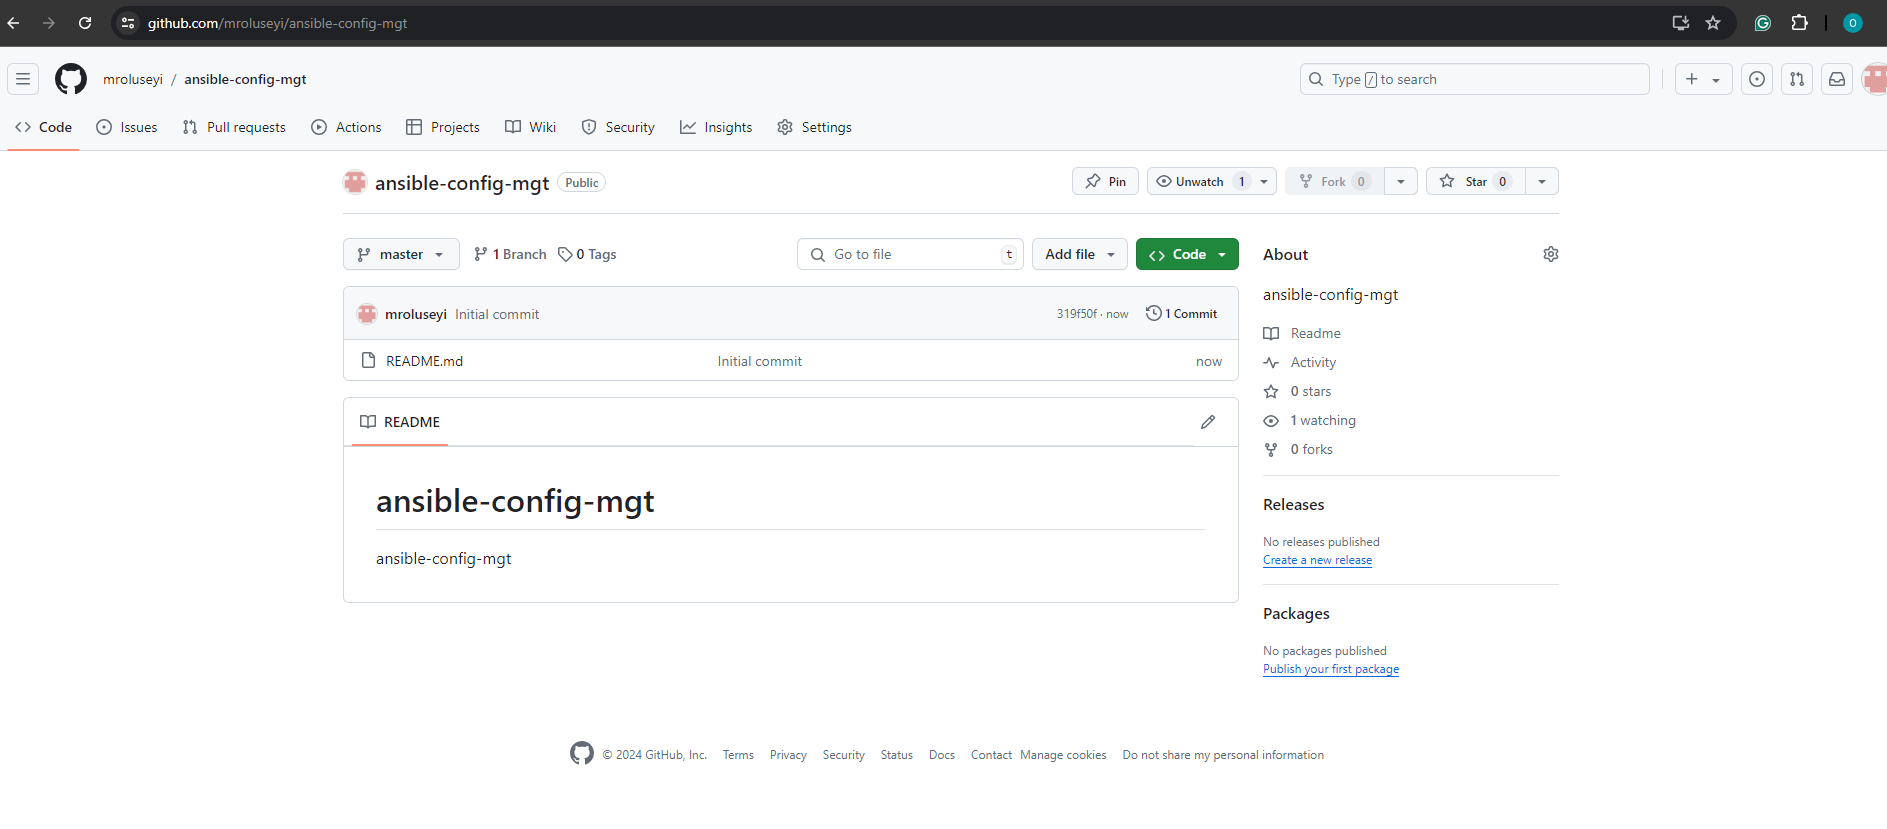 github.com/mroluseyi/ansible-config-mgt
O
mroluseyi / ansible-config-mgt
Type / to search
Code Issues Pull requests Actions Projects Wiki Security Insights Settings
ansible-config-mgt Public
Pin Unwatch 1 Fork 0 Star 0
master 1 Branch 0 Tags Go to file t Add file Code
mroluseyi Initial commit 319f50f · now 1 Commit
README.md Initial commit now
README
ansible-config-mgt
ansible-config-mgt
About
ansible-config-mgt
Readme
Activity
0 stars
1 watching
0 forks
Releases
No releases published
Create a new release
Packages
No packages published
Publish your first package
© 2024 GitHub, Inc. Terms Privacy Security Status Docs Contact Manage cookies Do not share my personal information